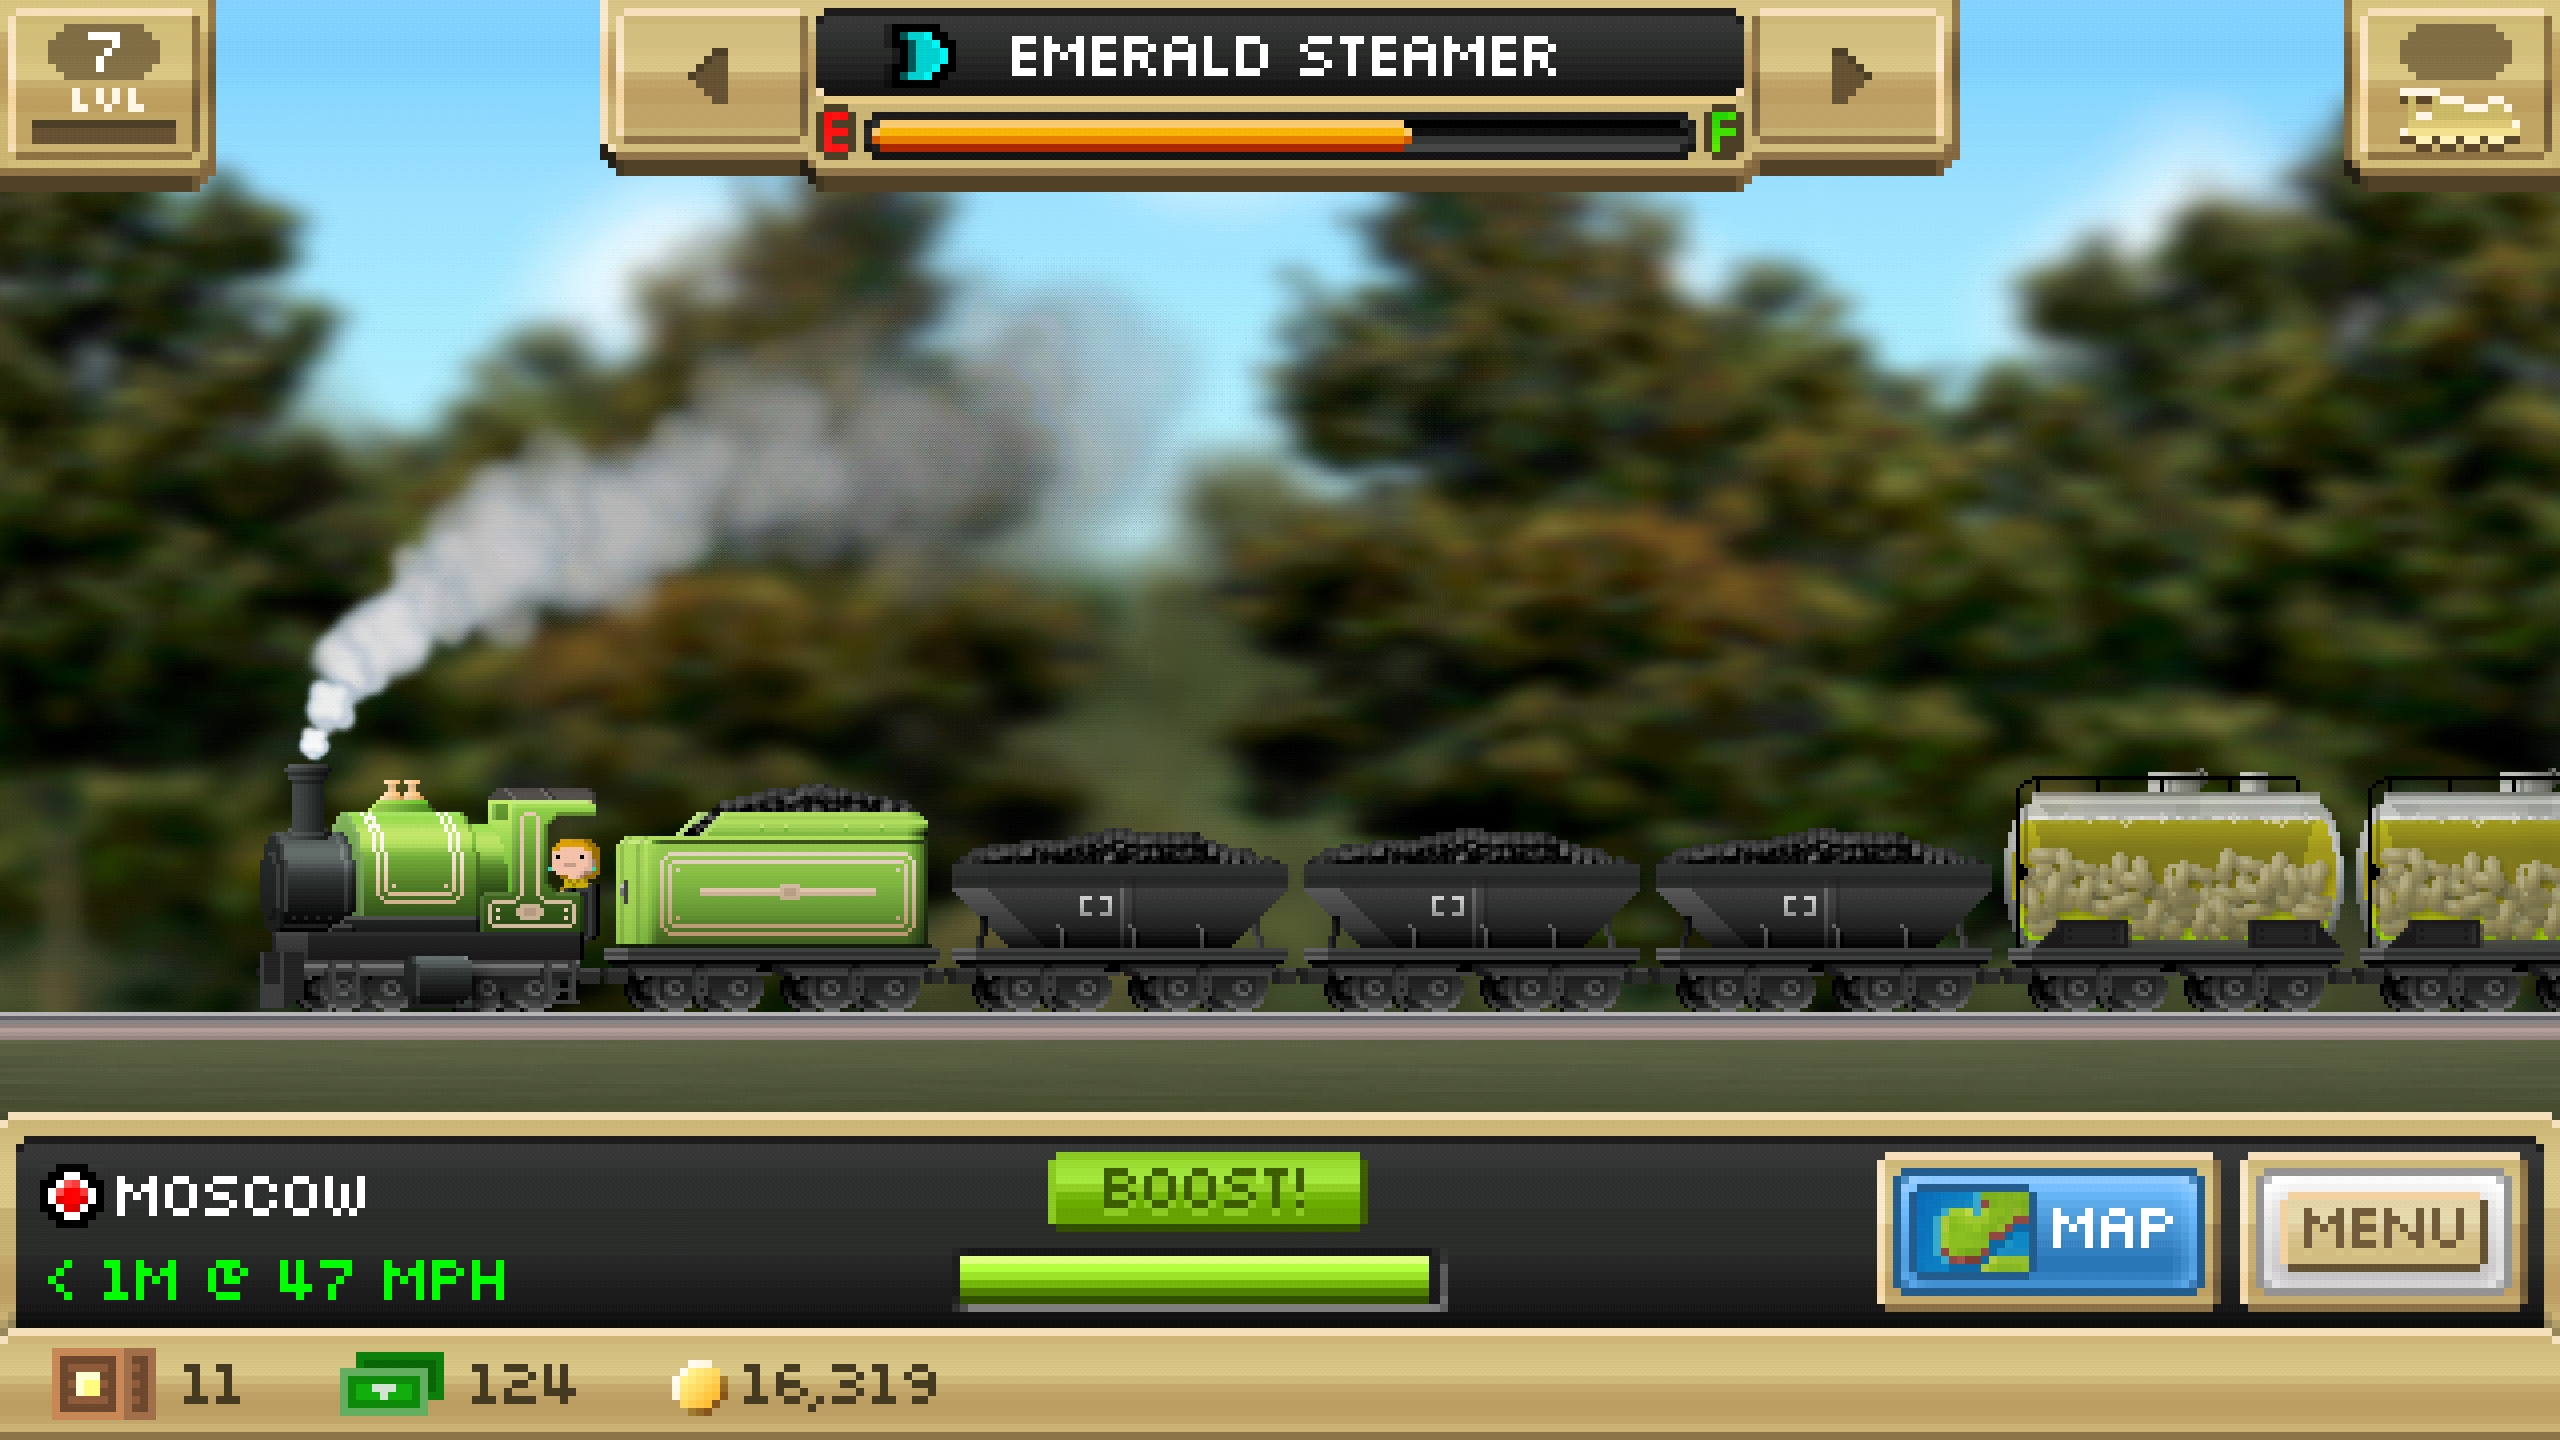 7
LVL
EMERALD STEAMER
E F
MOSCOW
< 1M @ 47 MPH
BOOST!
MAP
MENU
11
124
16,319